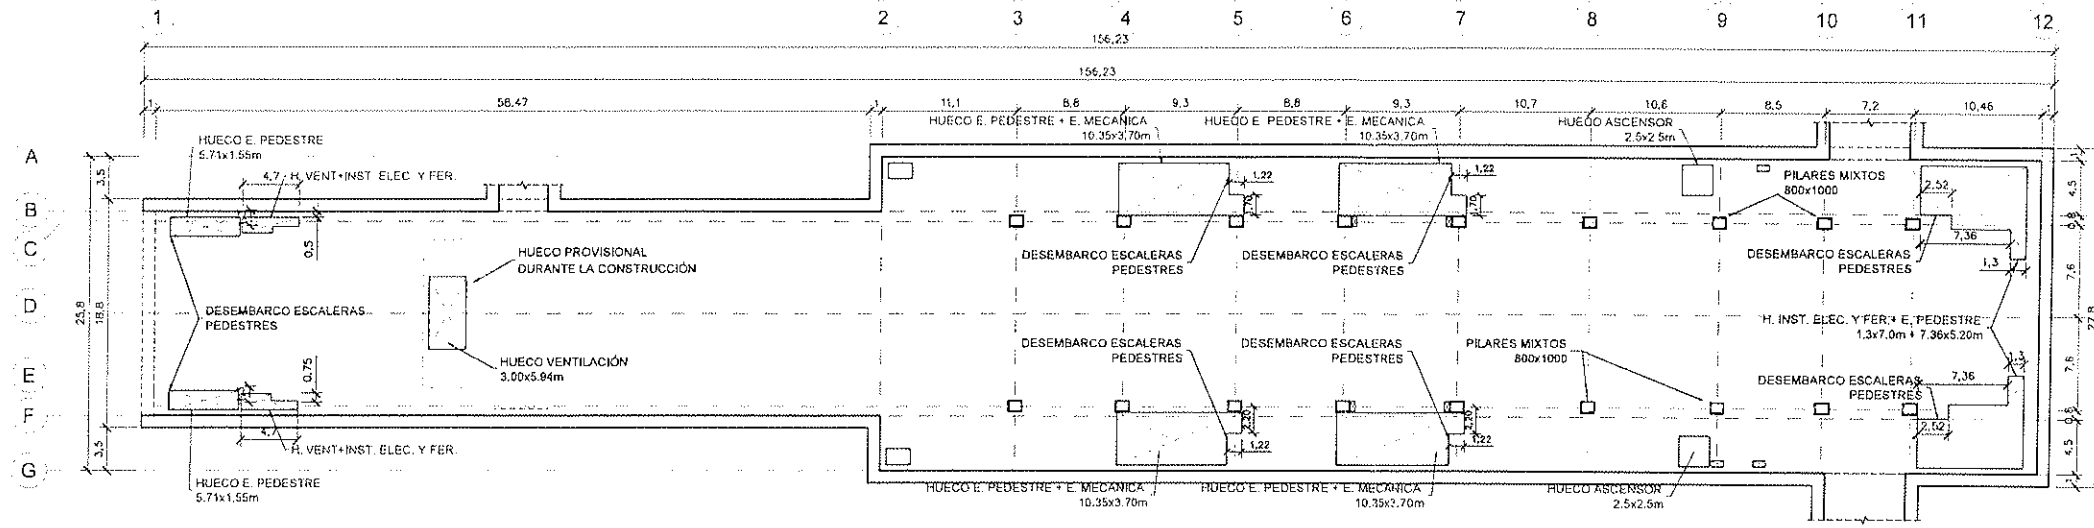 1 2 3 4 5 6 7 8 9 10 11 12
156,23
156,23
1 58,47 1 11,1 8,8 9,3 8,8 9,3 10,7 10,6 8,5 7,2 10,46
HUECO E. PEDESTRE + E. MECANICA
10.35x3.70m
HUECO E. PEDESTRE + E. MECANICA
10.35x3.70m
HUECO ASCENSOR
2.5x2.5m
HUECO E. PEDESTRE
5.71x1.55m
4,7
H. VENT+INST. ELEC. Y FER.
A
B
C
D
E
F
G
3,5
25,8
18,8
3,5
0,5
1,22
1,22
PILARES MIXTOS
800x1000
2,52
4,5
0,8
7,36
1,3
7,6
27,8
HUECO PROVISIONAL
DURANTE LA CONSTRUCCIÓN
DESEMBARCO ESCALERAS
PEDESTRES
DESEMBARCO ESCALERAS
PEDESTRES
DESEMBARCO ESCALERAS
PEDESTRES
DESEMBARCO ESCALERAS
PEDESTRES
H. INST. ELEC. Y FER.+ E. PEDESTRE
1.3x7.0m + 7.36x5.20m
HUECO VENTILACIÓN
3.00x5.94m
DESEMBARCO ESCALERAS
PEDESTRES
DESEMBARCO ESCALERAS
PEDESTRES
PILARES MIXTOS
800x1000
DESEMBARCO ESCALERAS
PEDESTRES
0,75
7,36
7,6
2,52
4,5
2,20
1,22
2,20
1,22
H. VENT+INST. ELEC. Y FER.
HUECO E. PEDESTRE
5.71x1.55m
HUECO E. PEDESTRE + E. MECANICA
10.35x3.70m
HUECO E. PEDESTRE + E. MECANICA
10.35x3.70m
HUECO ASCENSOR
2.5x2.5m